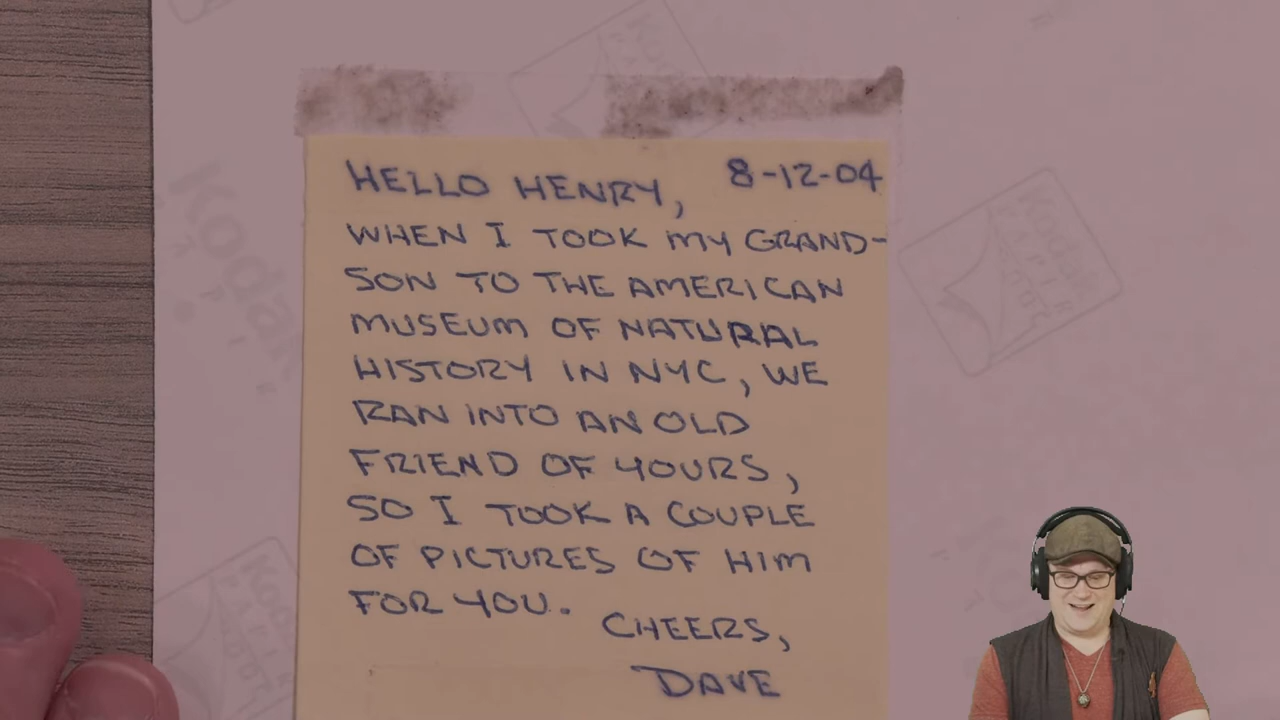 HELLO HENRY, 8-12-04
WHEN I TOOK MY GRAND-
SON TO THE AMERICAN
MUSEUM OF NATURAL
HISTORY IN NYC, WE
RAN INTO AN OLD
FRIEND OF YOURS,
SO I TOOK A COUPLE
OF PICTURES OF HIM
FOR YOU.
CHEERS,
DAVE
Kodak
Kodak